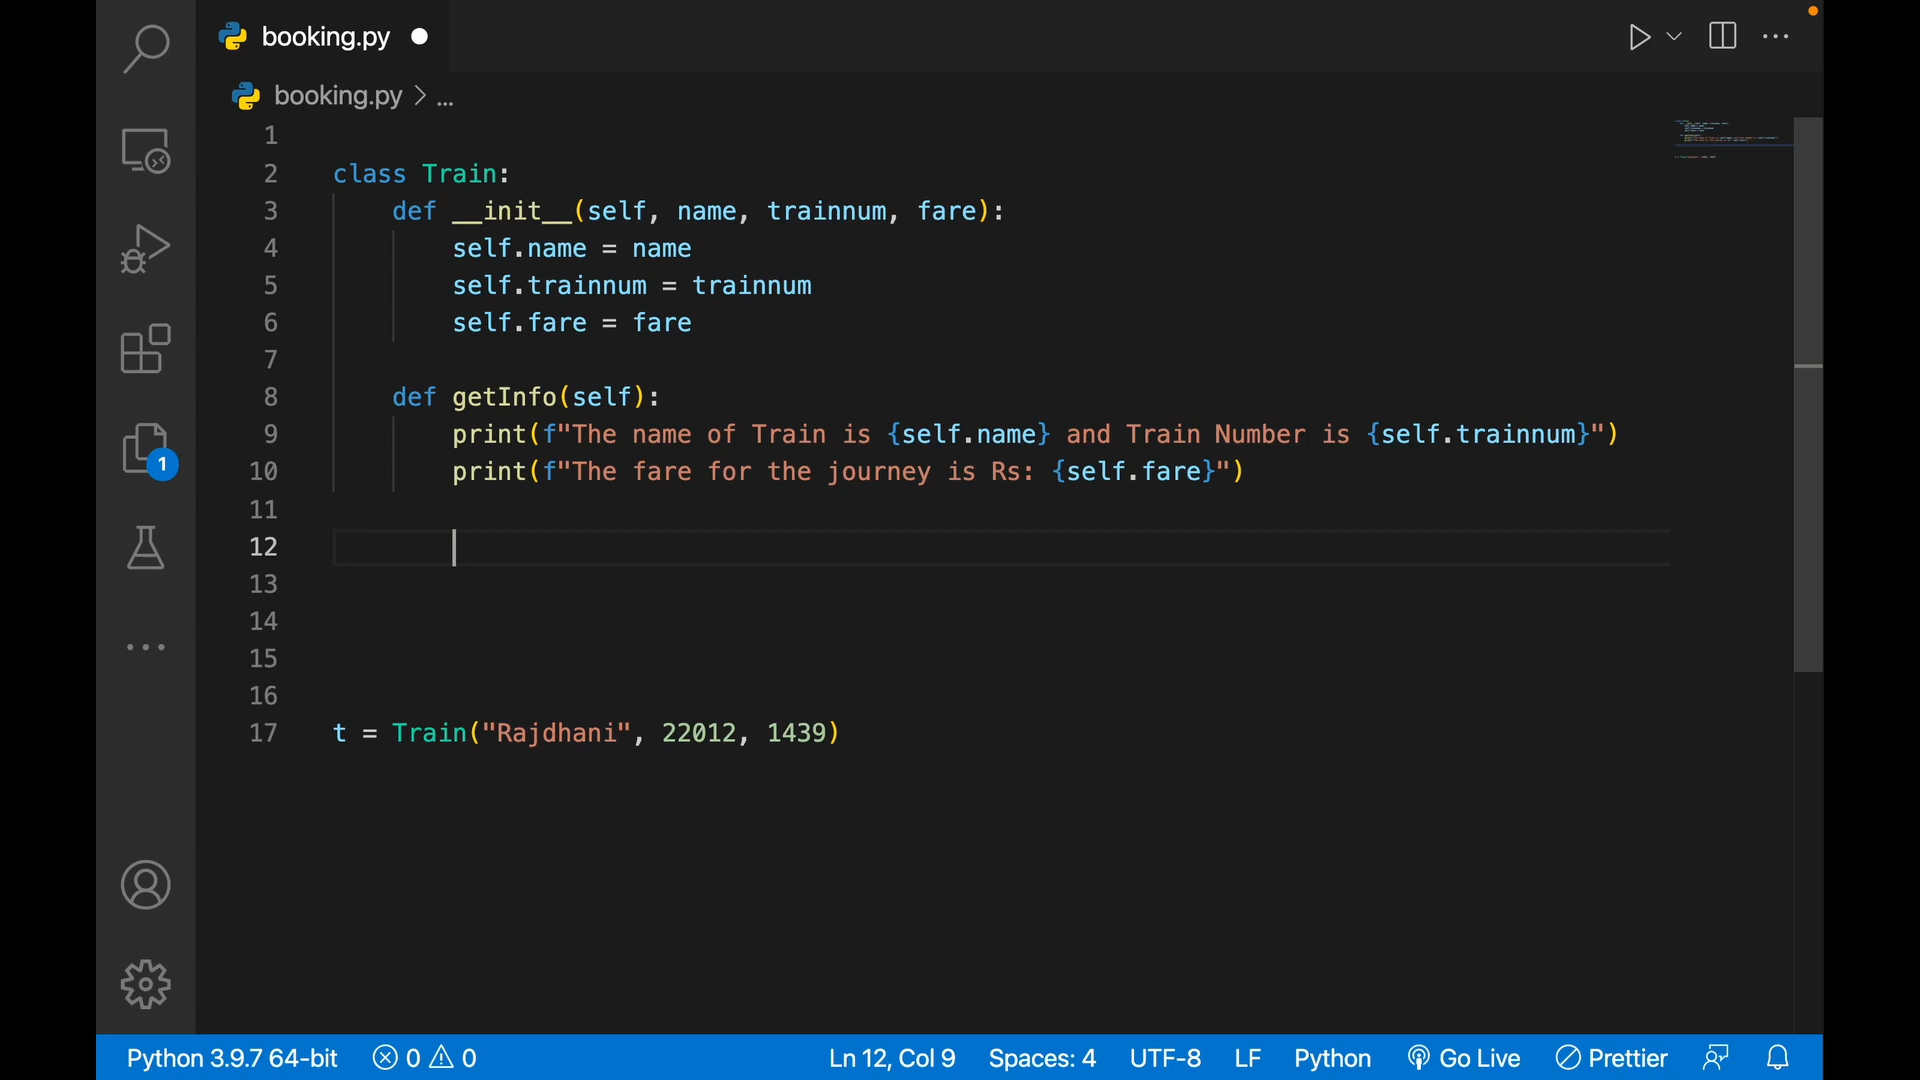 booking.py
booking.py > ...
1
2 class Train:
3     def __init__(self, name, trainnum, fare):
4         self.name = name
5         self.trainnum = trainnum
6         self.fare = fare
7
8     def getInfo(self):
9         print(f"The name of Train is {self.name} and Train Number is {self.trainnum}")
10         print(f"The fare for the journey is Rs: {self.fare}")
11
12
13
14
15
16
17 t = Train("Rajdhani", 22012, 1439)
1
Python 3.9.7 64-bit 0 0 Ln 12, Col 9 Spaces: 4 UTF-8 LF Python Go Live Prettier